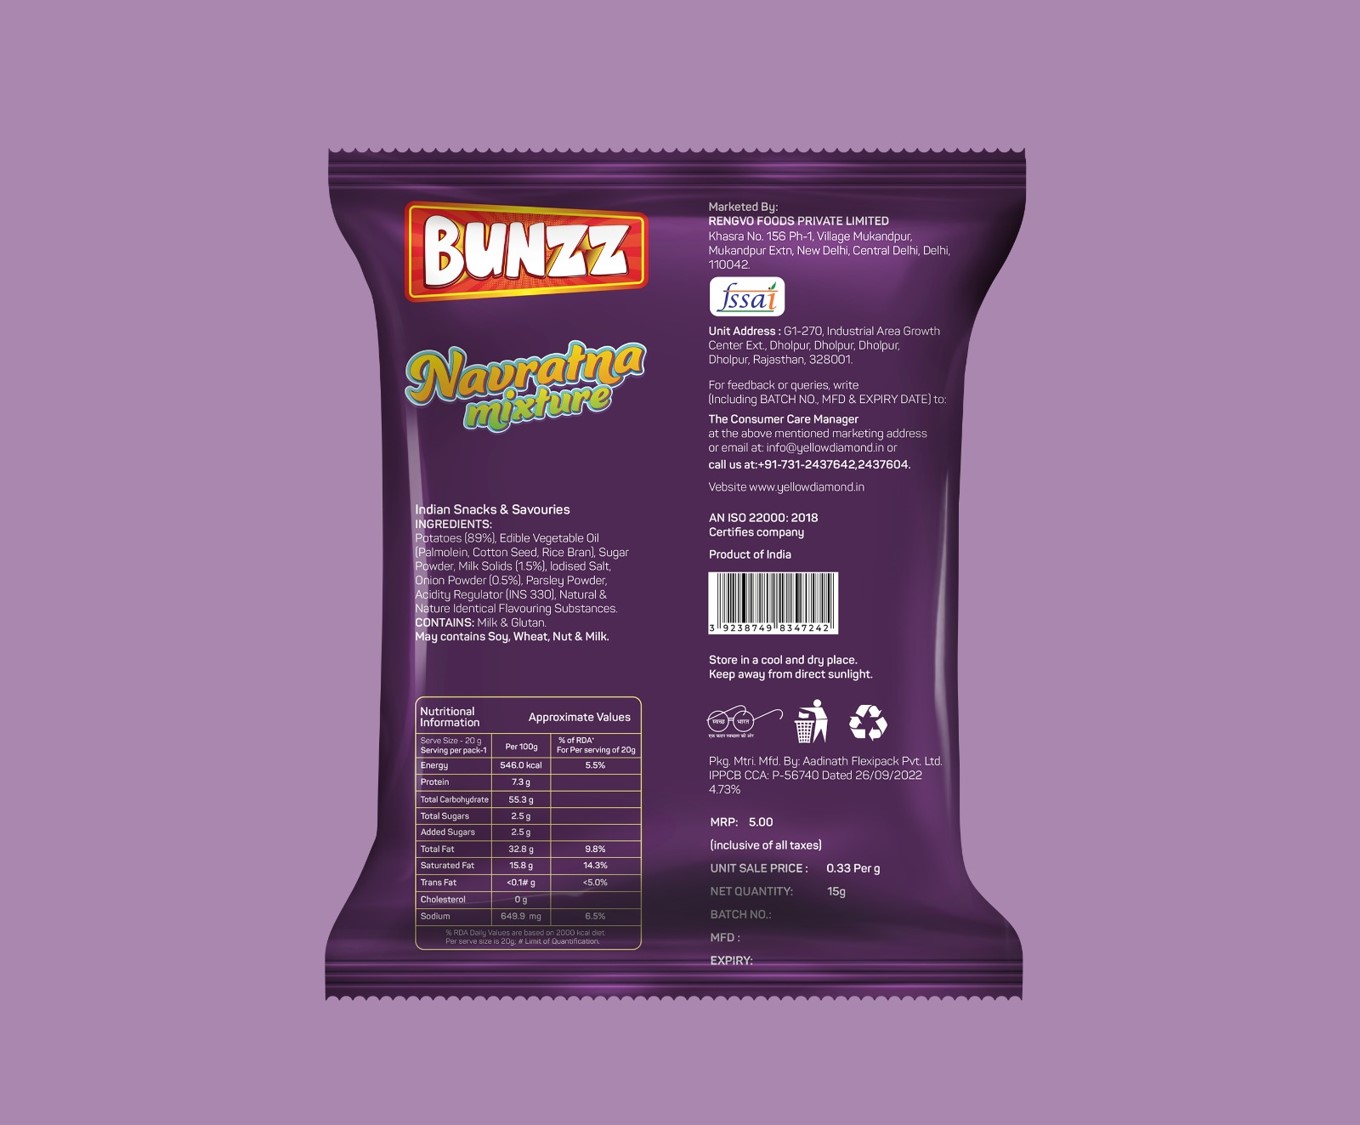 BUNZZ
Navratna
mixture
Indian Snacks & Savouries
INGREDIENTS:
Potatoes (89%), Edible Vegetable Oil
(Palmolein, Cotton Seed, Rice Bran), Sugar
Powder, Milk Solids (1.5%), Iodised Salt,
Onion Powder (0.5%), Parsley Powder,
Acidity Regulator (INS 330), Natural &
Nature Identical Flavouring Substances.
CONTAINS: Milk & Glutan.
May contains Soy, Wheat, Nut & Milk.
Nutritional Information Approximate Values
Serve Size - 20 g
Serving per pack-1 Per 100g % of RDA* For Per serving of 20g
Energy 546.0 kcal 5.5%
Protein 7.3 g
Total Carbohydrate 55.3 g
Total Sugars 2.5 g
Added Sugars 2.5 g
Total Fat 32.8 g 9.8%
Saturated Fat 15.8 g 14.3%
Trans Fat <0.1# g <5.0%
Cholesterol 0 g
Sodium 649.9 mg 6.5%
% RDA Daily Values are based on 2000 kcal diet.
Per serve size is 20g; # Limit of Quantification.
Marketed By:
RENGVO FOODS PRIVATE LIMITED
Khasra No. 156 Ph-1, Village Mukandpur,
Mukandpur Extn, New Delhi, Central Delhi, Delhi,
110042.
fssai
Unit Address : G1-270, Industrial Area Growth
Center Ext., Dholpur, Dholpur, Dholpur,
Dholpur, Rajasthan, 328001.
For feedback or queries, write
(Including BATCH NO., MFD & EXPIRY DATE) to:
The Consumer Care Manager
at the above mentioned marketing address
or email at: info@yellowdiamond.in or
call us at:+91-731-2437642,2437604.
Vebsite www.yellowdiamond.in
AN ISO 22000: 2018
Certifies company
Product of India
3 9238749 8347242
Store in a cool and dry place.
Keep away from direct sunlight.
स्वच्छ भारत
एक कदम स्वच्छता की ओर
Pkg. Mtri. Mfd. By: Aadinath Flexipack Pvt. Ltd.
IPPCB CCA: P-56740 Dated 26/09/2022
4.73%
MRP: 5.00
(inclusive of all taxes)
UNIT SALE PRICE : 0.33 Per g
NET QUANTITY: 15g
BATCH NO.:
MFD :
EXPIRY: